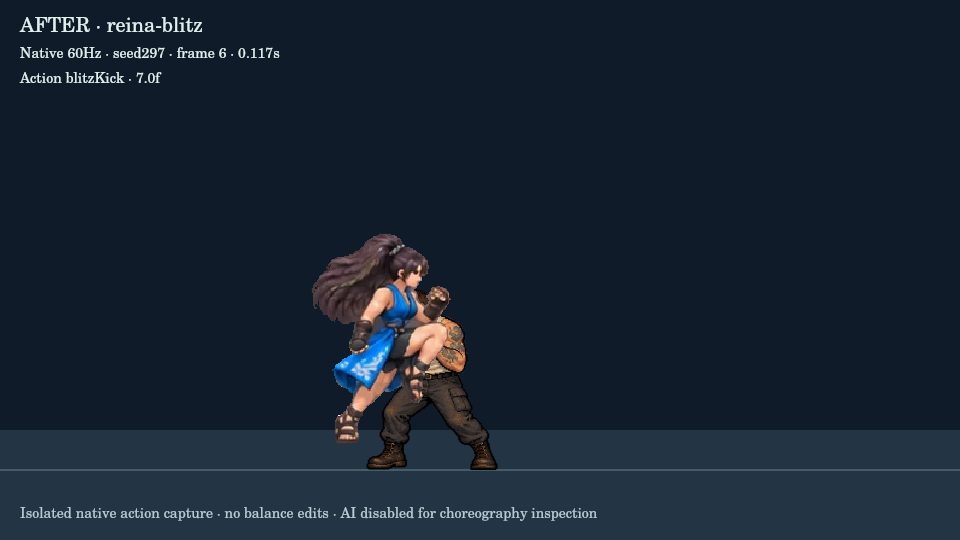 AFTER · reina-blitz
Native 60Hz · seed297 · frame 6 · 0.117s
Action blitzKick · 7.0f
Isolated native action capture · no balance edits · AI disabled for choreography inspection